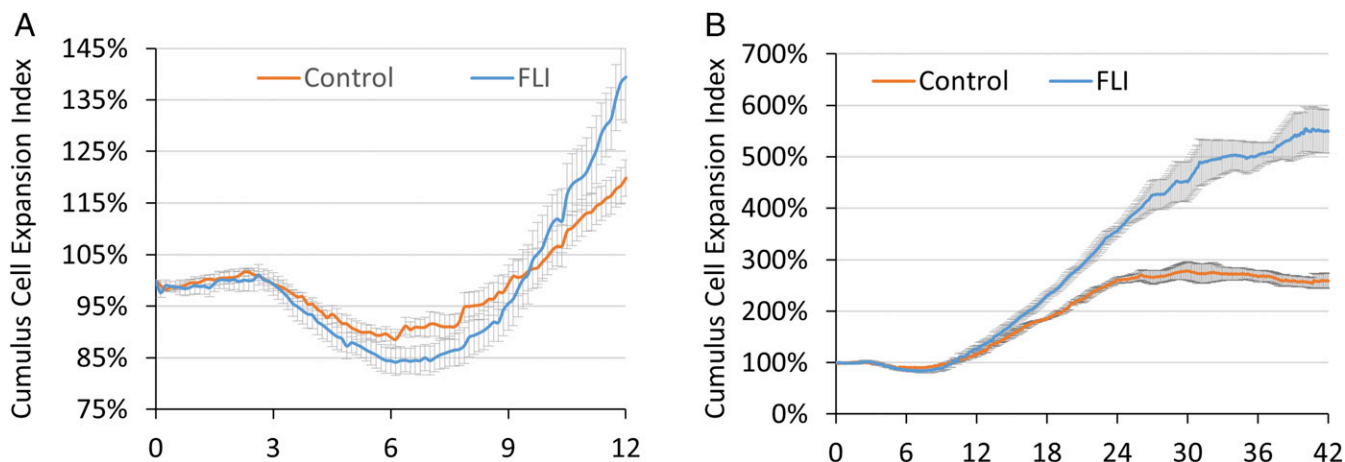 A
Cumulus Cell Expansion Index
145%
135%
125%
115%
105%
95%
85%
75%
Control
FLI
0 3 6 9 12
B
Cumulus Cell Expansion Index
700%
600%
500%
400%
300%
200%
100%
0%
Control
FLI
0 6 12 18 24 30 36 42